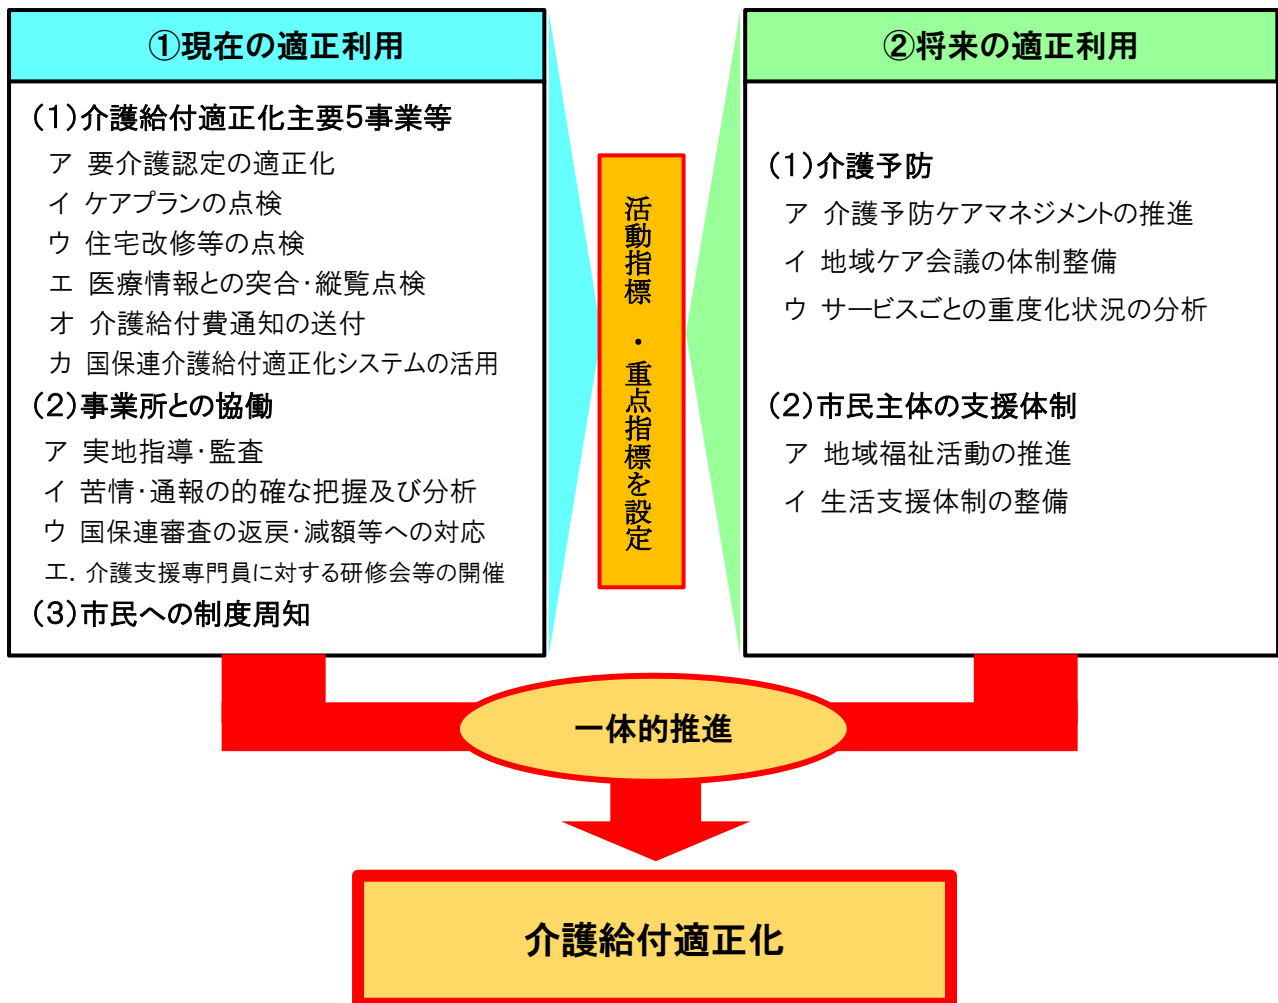 ①現在の適正利用
(1)介護給付適正化主要5事業等
ア 要介護認定の適正化
イ ケアプランの点検
ウ 住宅改修等の点検
エ 医療情報との突合・縦覧点検
オ 介護給付費通知の送付
カ 国保連介護給付適正化システムの活用
(2)事業所との協働
ア 実地指導・監査
イ 苦情・通報の的確な把握及び分析
ウ 国保連審査の返戻・減額等への対応
エ. 介護支援専門員に対する研修会等の開催
(3)市民への制度周知
活動指標 ・重点指標を設定
②将来の適正利用
(1)介護予防
ア 介護予防ケアマネジメントの推進
イ 地域ケア会議の体制整備
ウ サービスごとの重度化状況の分析
(2)市民主体の支援体制
ア 地域福祉活動の推進
イ 生活支援体制の整備
一体的推進
介護給付適正化